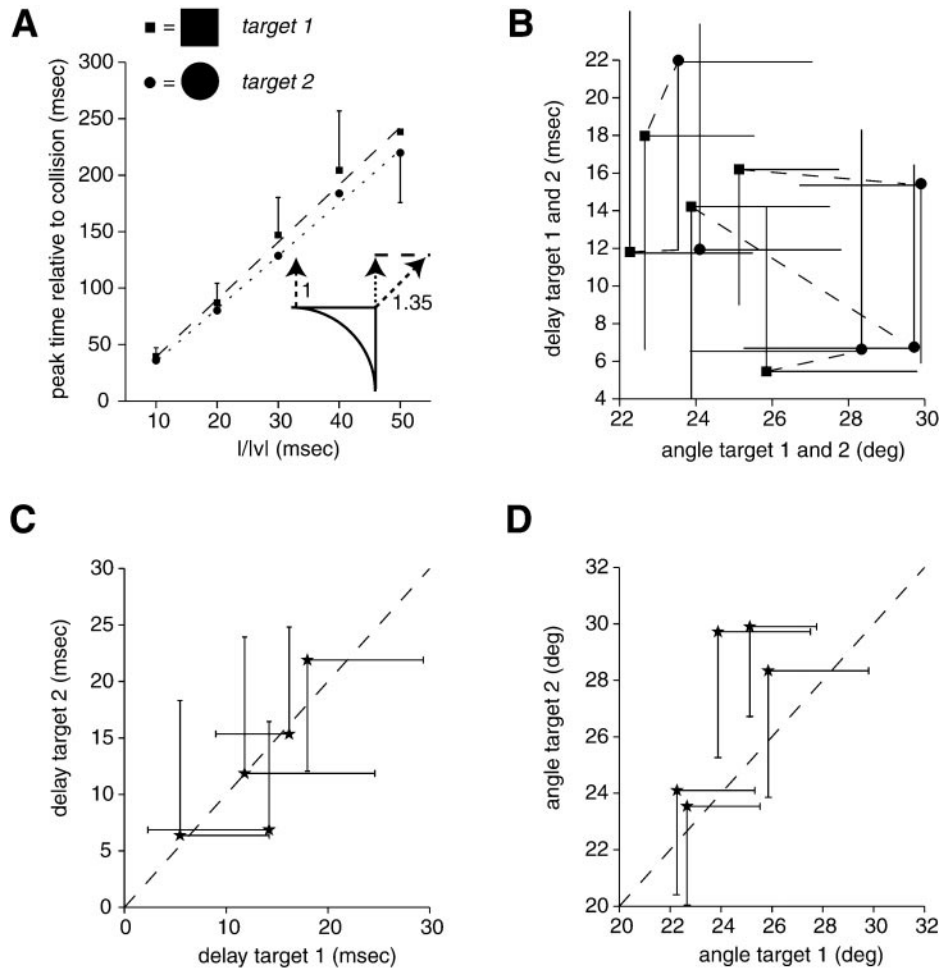 A
■ = ■ target 1
● = ● target 2
peak time relative to collision (msec)
300
250
200
150
100
50
0
10 20 30 40 50
l/|v| (msec)
1
1.35
B
delay target 1 and 2 (msec)
22
20
18
16
14
12
10
8
6
4
22 24 26 28 30
angle target 1 and 2 (deg)
C
delay target 2 (msec)
30
25
20
15
10
5
0
0 10 20 30
delay target 1 (msec)
D
angle target 2 (deg)
32
30
28
26
24
22
20
20 22 24 26 28 30 32
angle target 1 (deg)